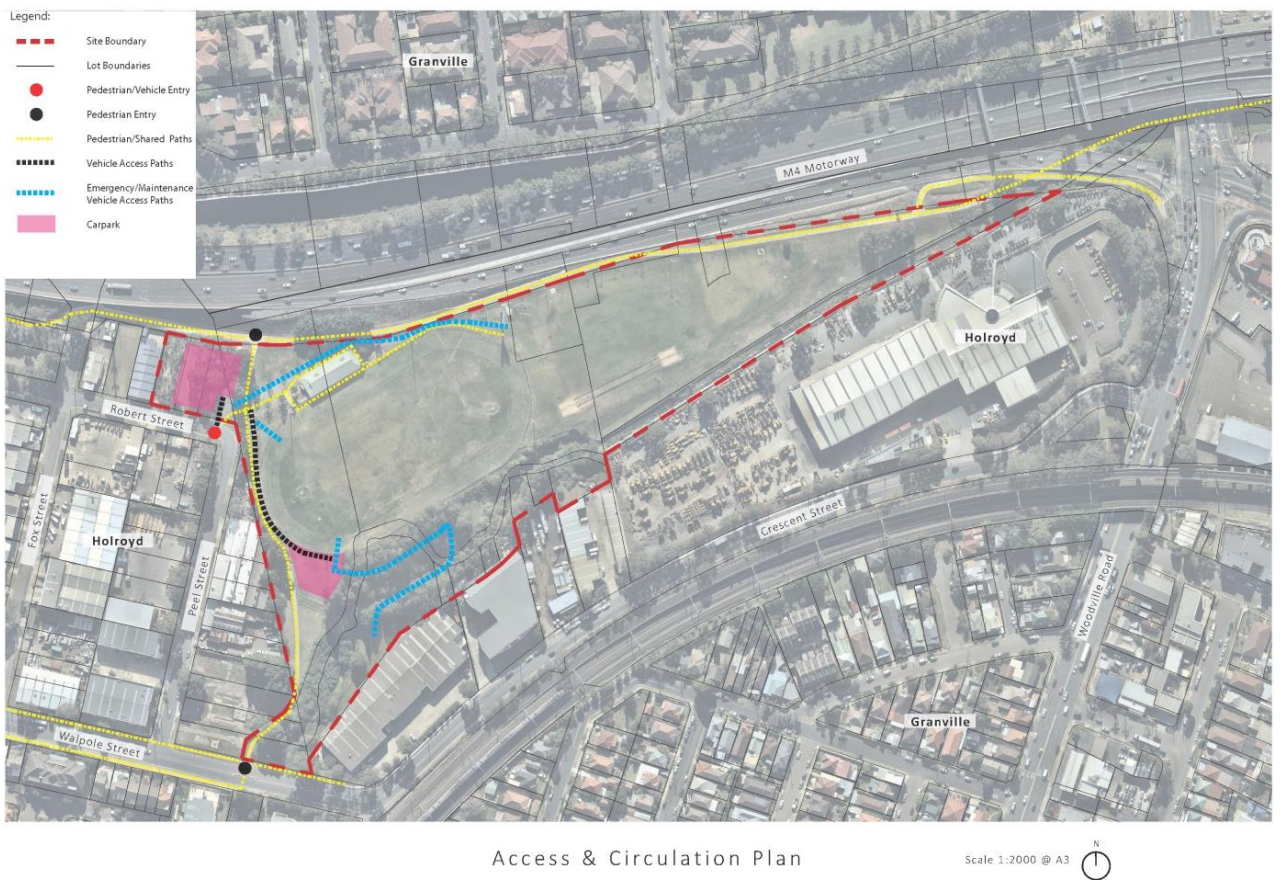 Legend:
Site Boundary
Lot Boundaries
Pedestrian/Vehicle Entry
Pedestrian Entry
Pedestrian/Shared Paths
Vehicle Access Paths
Emergency/Maintenance
Vehicle Access Paths
Carpark
Granville
M4 Motorway
Holroyd
Robert Street
Fox Street
Holroyd
Peel Street
Crescent Street
Woodville Road
Granville
Walpole Street
Access & Circulation Plan
Scale 1:2000 @ A3
N